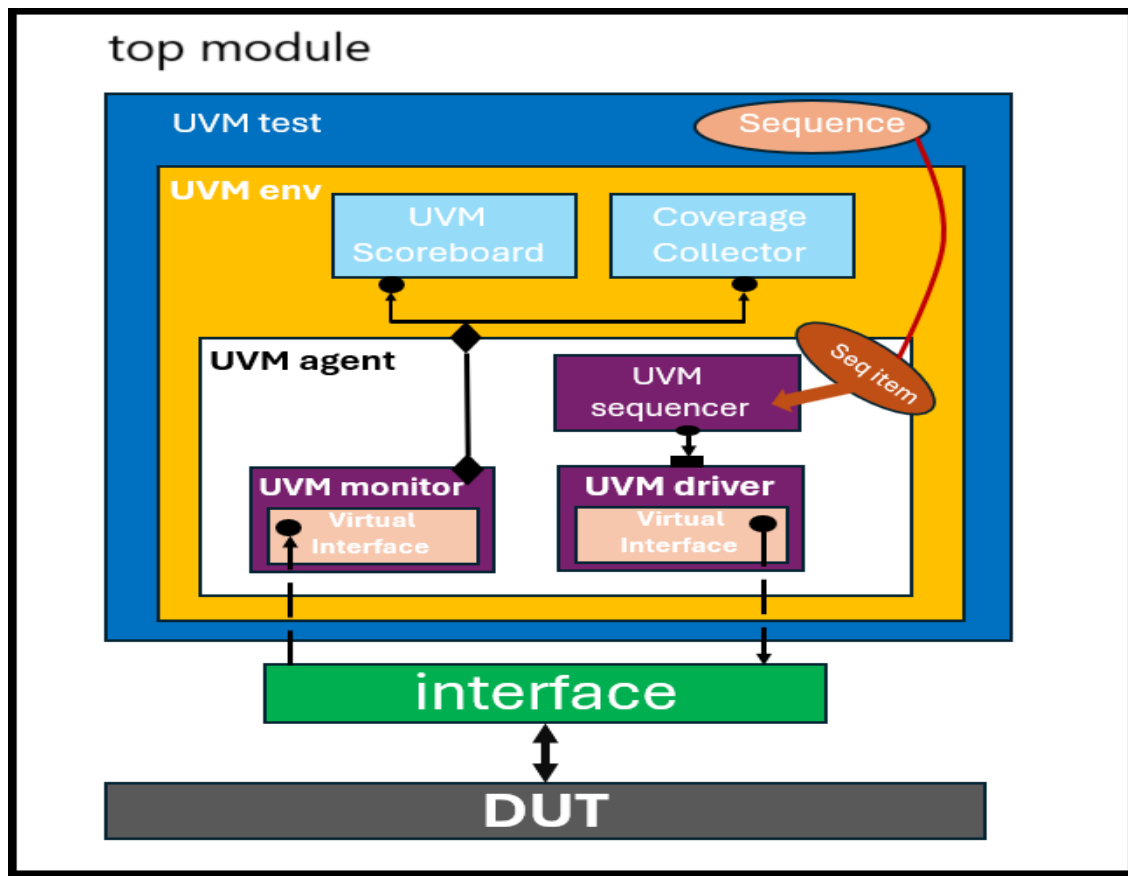 top module
UVM test
Sequence
UVM env
UVM
Scoreboard
Coverage
Collector
UVM agent
UVM
sequencer
Seq item
UVM monitor
Virtual
Interface
UVM driver
Virtual
Interface
interface
DUT